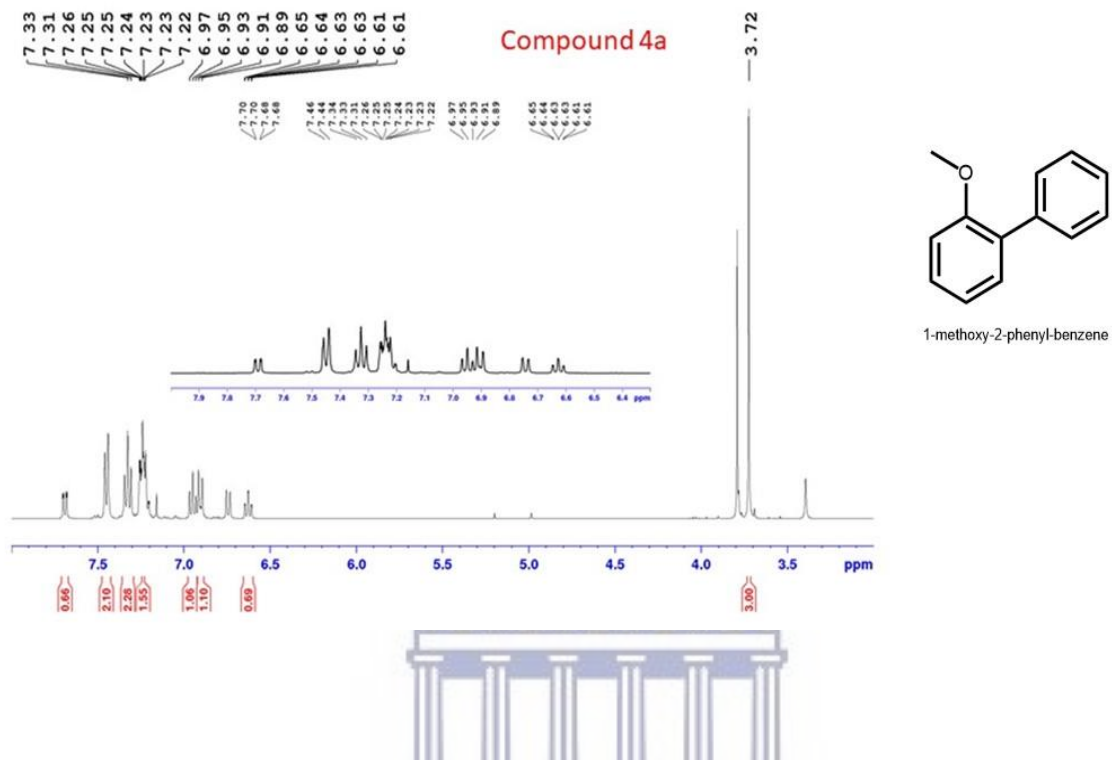 7.33 7.31 7.26 7.25 7.25 7.24 7.23 7.23 7.22 6.97 6.95 6.93 6.91 6.89 6.65 6.64 6.63 6.63 6.61 6.61
3.72
Compound 4a
7.70 7.70 7.68 7.68
7.46 7.44 7.34 7.33 7.31 7.26 7.25 7.25 7.24 7.23 7.23 7.22
6.97 6.95 6.93 6.91 6.89
6.65 6.64 6.63 6.63 6.61 6.61
O
1-methoxy-2-phenyl-benzene
7.9 7.8 7.7 7.6 7.5 7.4 7.3 7.2 7.1 7.0 6.9 6.8 6.7 6.6 6.5 6.4 ppm
7.5 7.0 6.5 6.0 5.5 5.0 4.5 4.0 3.5 ppm
0.66 2.10 2.28 1.55 1.06 1.10 0.69 3.00